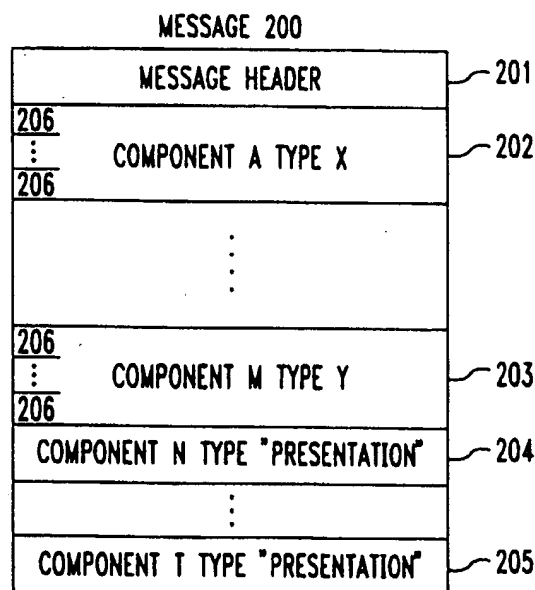 MESSAGE 200
MESSAGE HEADER
201
206
⋮
206
COMPONENT A TYPE X
202
⋮
206
⋮
206
COMPONENT M TYPE Y
203
COMPONENT N TYPE "PRESENTATION"
204
⋮
COMPONENT T TYPE "PRESENTATION"
205